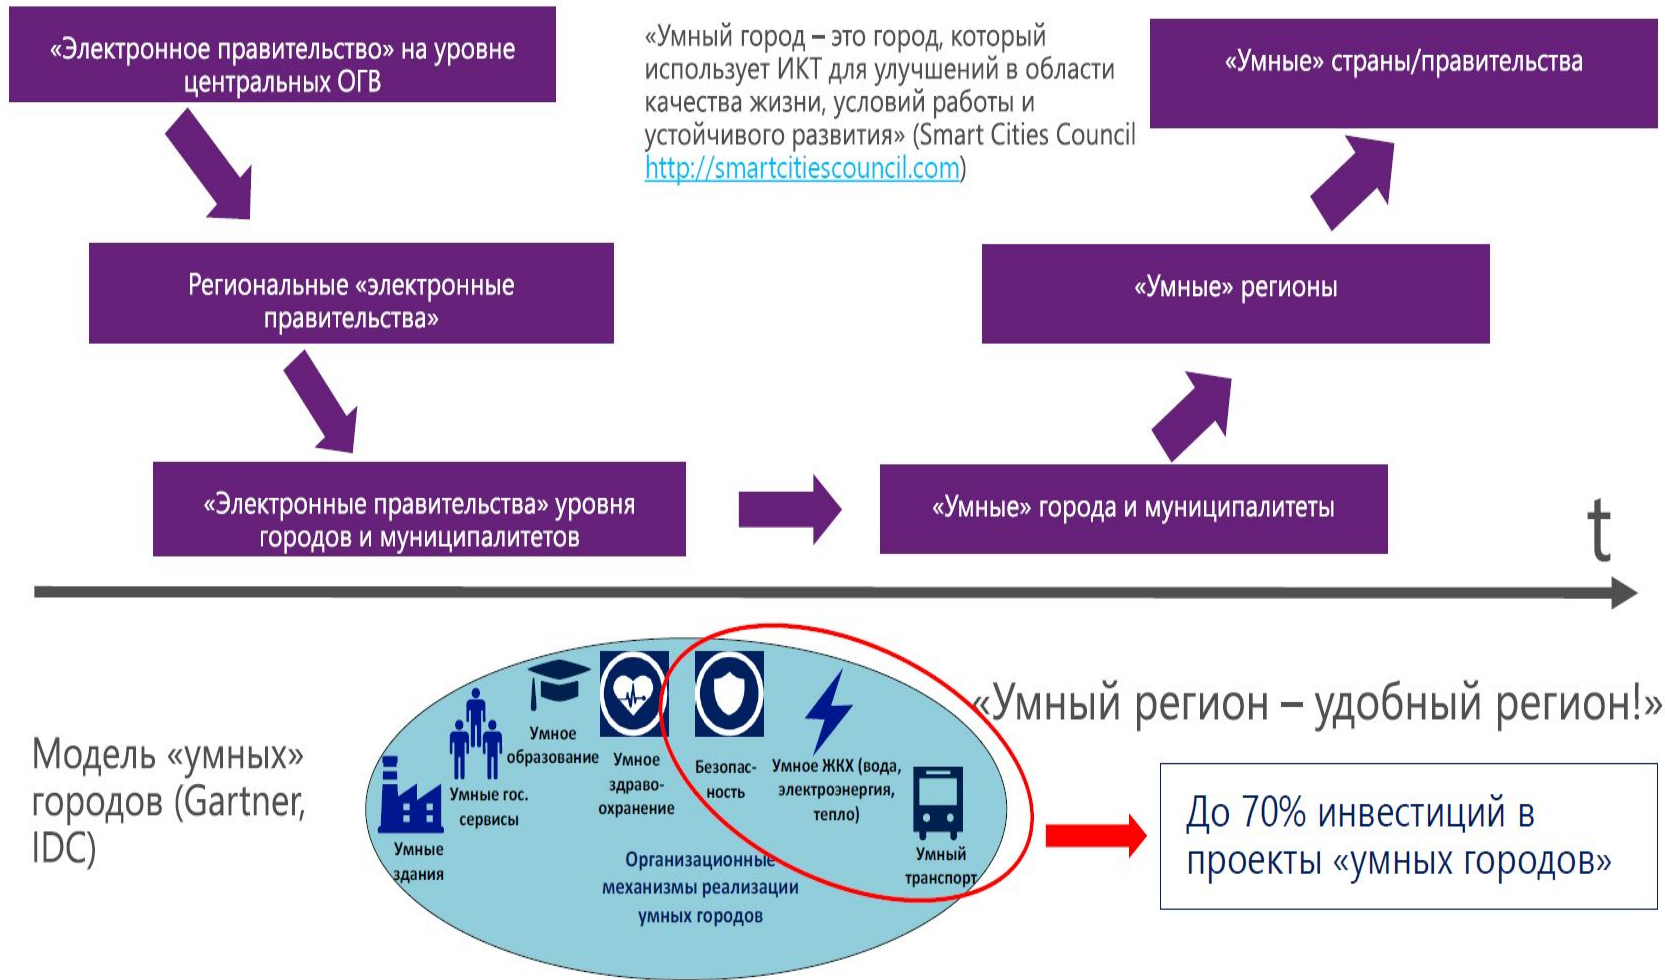 «Электронное правительство» на уровне
центральных ОГВ
«Умный город – это город, который
использует ИКТ для улучшений в области
качества жизни, условий работы и
устойчивого развития» (Smart Cities Council
http://smartcitiescouncil.com)
«Умные» страны/правительства
Региональные «электронные
правительства»
«Умные» регионы
«Электронные правительства» уровня
городов и муниципалитетов
«Умные» города и муниципалитеты
t
Модель «умных»
городов (Gartner,
IDC)
Умные
здания
Умные гос.
сервисы
Умное
образование
Умное
здраво-
охранение
Безопас-
ность
Умное ЖКХ (вода,
электроэнергия,
тепло)
Умный
транспорт
Организационные
механизмы реализации
умных городов
«Умный регион – удобный регион!»
До 70% инвестиций в
проекты «умных городов»